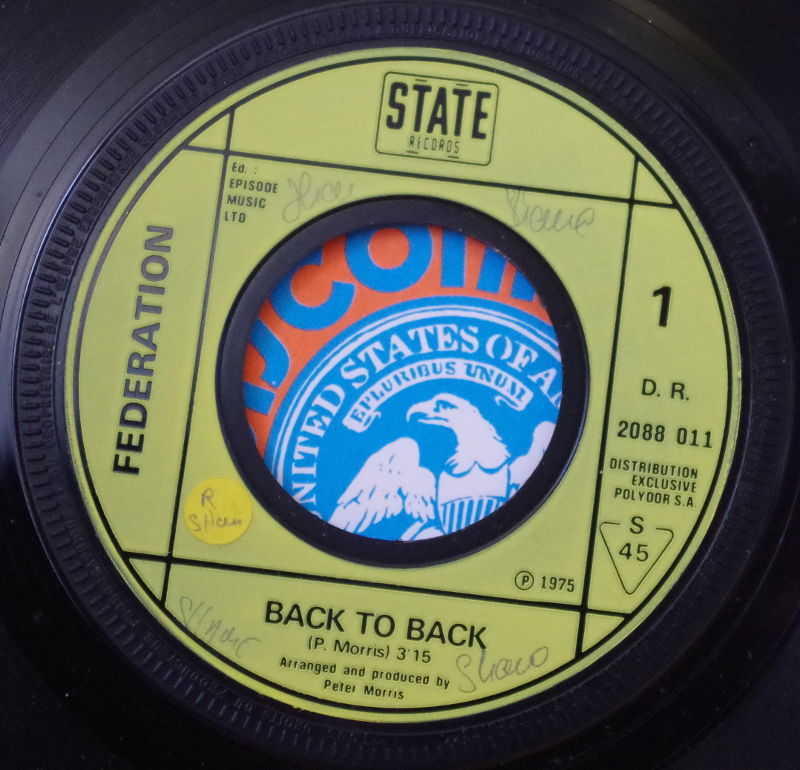 STATE
RECORDS
Ed. :
EPISODE
MUSIC
LTD
FEDERATION
1
D. R.
2088 011
DISTRIBUTION
EXCLUSIVE
POLYDOR S.A.
S
45
UNITED STATES OF A
E PLURIBUS UNUM
R
Ⓟ 1975
BACK TO BACK
(P. Morris) 3'15
Arranged and produced by
Peter Morris